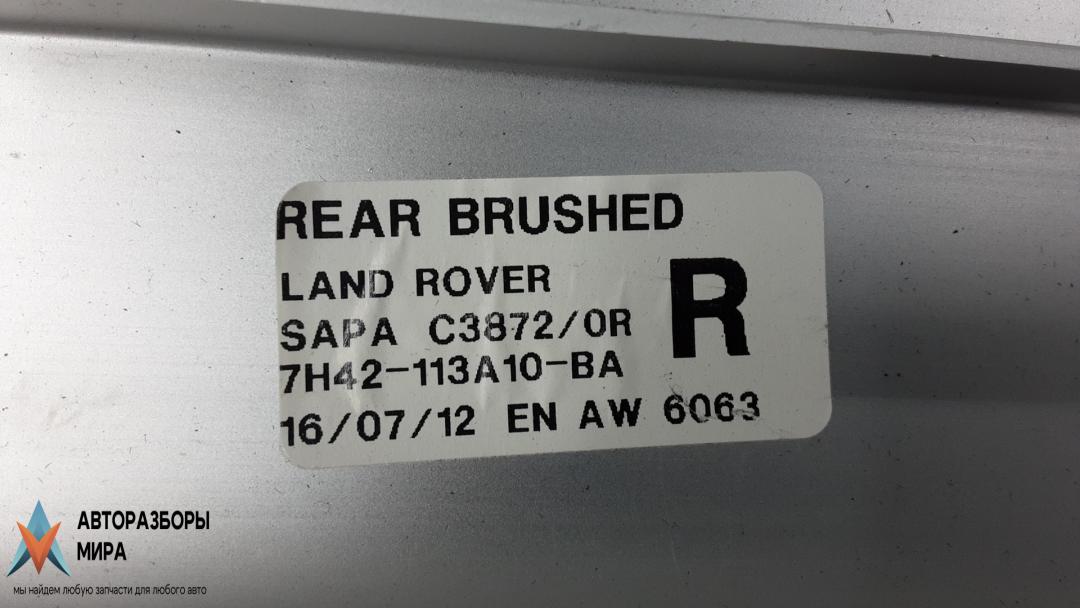 REAR BRUSHED
LAND ROVER
SAPA C3872/0R
R
7H42-113A10-BA
16/07/12 EN AW 6063
АВТОРАЗБОРЫ
МИРА
мы найдем любую запчасти для любого авто